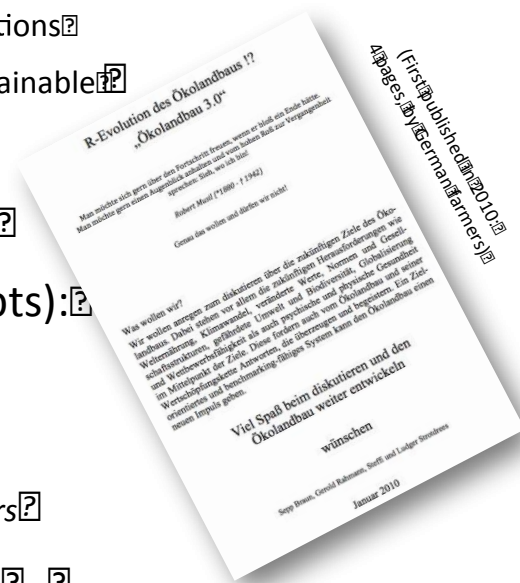 tions
ainable
pts):
rs
R-Evolution des Ökolandbaus !?
„Ökolandbau 3.0“
Man möchte sich gern über den Fortschritt freuen, wenn er bloß ein Ende hätte.
Man möchte gern einen Augenblick anhalten und vom hohen Roß zur Vergangenheit
sprechen: Sieh, wo ich bin!
Robert Musil (*1880 - † 1942)
Genau das wollen und dürfen wir nicht!
Was wollen wir?
Wir wollen anregen zum diskutieren über die zukünftigen Ziele des Öko-
landbaus. Dabei stehen vor allem die zukünftigen Herausforderungen wie
Welternährung, Klimawandel, veränderte Werte, Normen und Gesell-
schaftsstrukturen, gefährdete Umwelt und Biodiversität, Globalisierung
und Wettbewerbsfähigkeit als auch psychische und physische Gesundheit
im Mittelpunkt der Ziele. Diese fordern auch vom Ökolandbau und seiner
Wertschöpfungskette Antworten, die überzeugen und begeistern. Ein Ziel-
orientiertes und benchmarking-fähiges System kann den Ökolandbau einen
neuen Impuls geben.
Viel Spaß beim diskutieren und den
Ökolandbau weiter entwickeln
wünschen
Sepp Braun, Gerold Rahmann, Steffi und Ludger Strotdrees
Januar 2010
(First published in 2010:
4 pages, by German farmers)